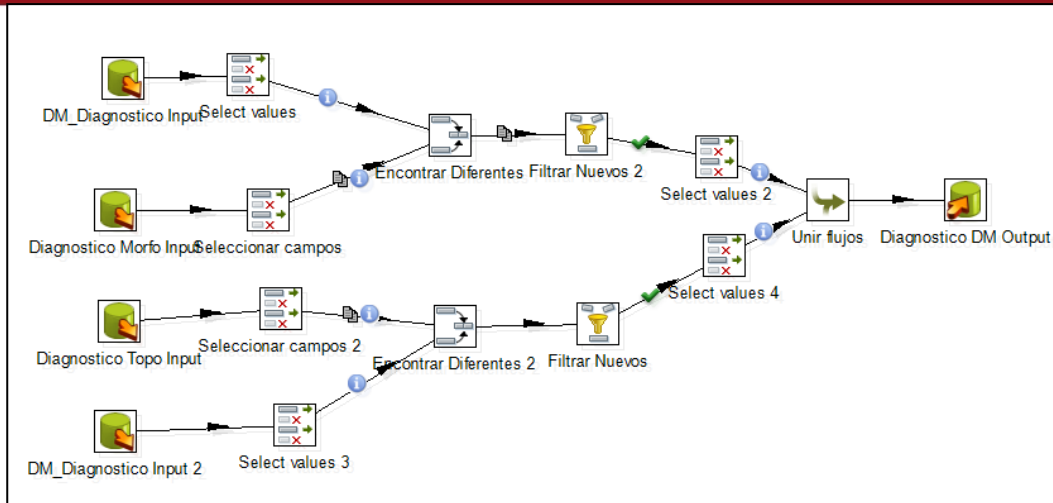 DM_Diagnostico Input
Select values
Encontrar Diferentes
Filtrar Nuevos 2
Select values 2
Diagnostico Morfo Input
Seleccionar campos
Unir flujos
Diagnostico DM Output
Select values 4
Diagnostico Topo Input
Seleccionar campos 2
Encontrar Diferentes 2
Filtrar Nuevos
DM_Diagnostico Input 2
Select values 3